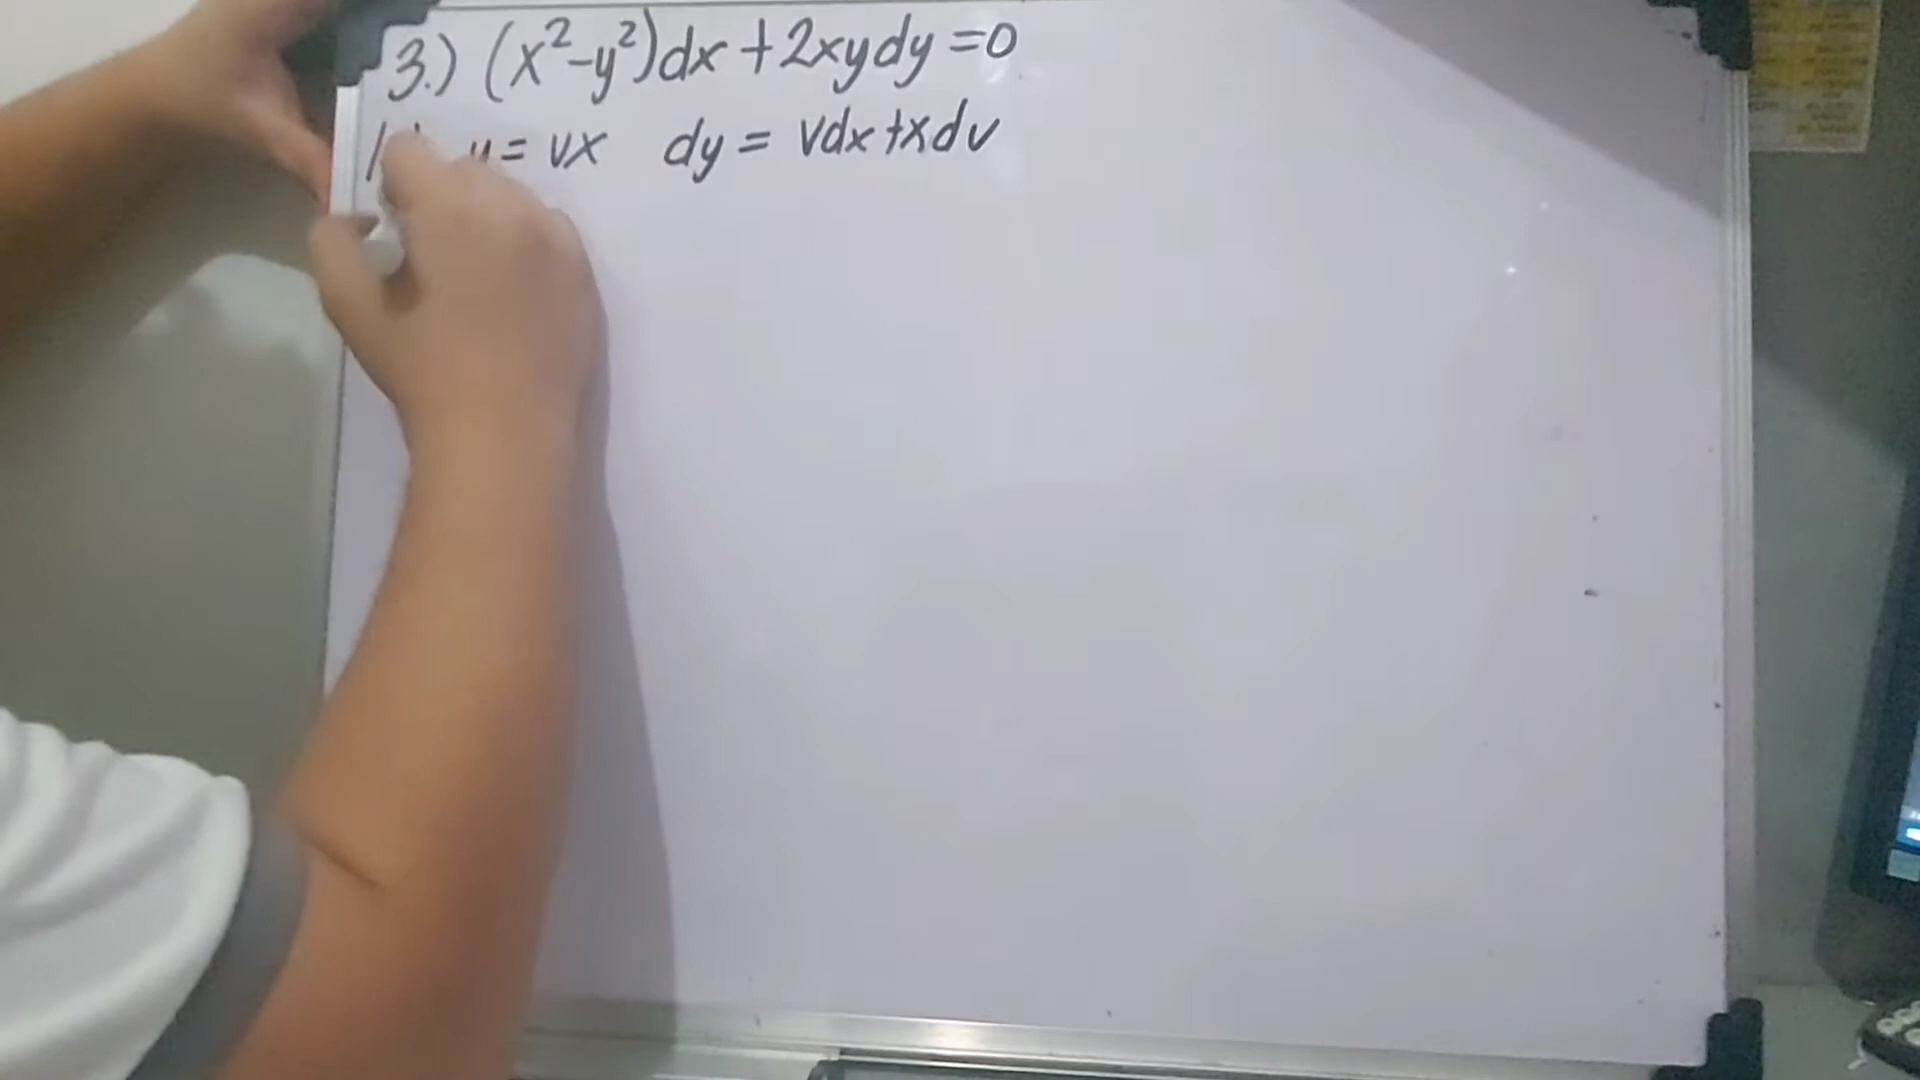 3.) (x²-y²)dx+2xydy=0
y = vx dy = vdx+xdv